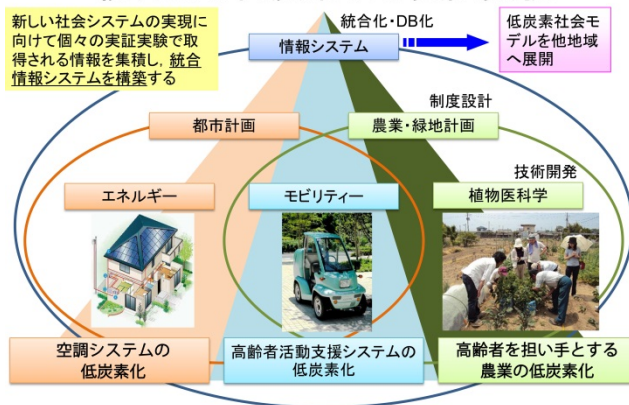 新しい社会システムの実現に
向けて個々の実証実験で取
得される情報を集積し，統合
情報システムを構築する
統合化・DB化
情報システム
低炭素社会モ
デルを他地域
へ展開
制度設計
都市計画
農業・緑地計画
技術開発
エネルギー
モビリティー
植物医科学
空調システムの
低炭素化
高齢者活動支援システムの
低炭素化
高齢者を担い手とする
農業の低炭素化